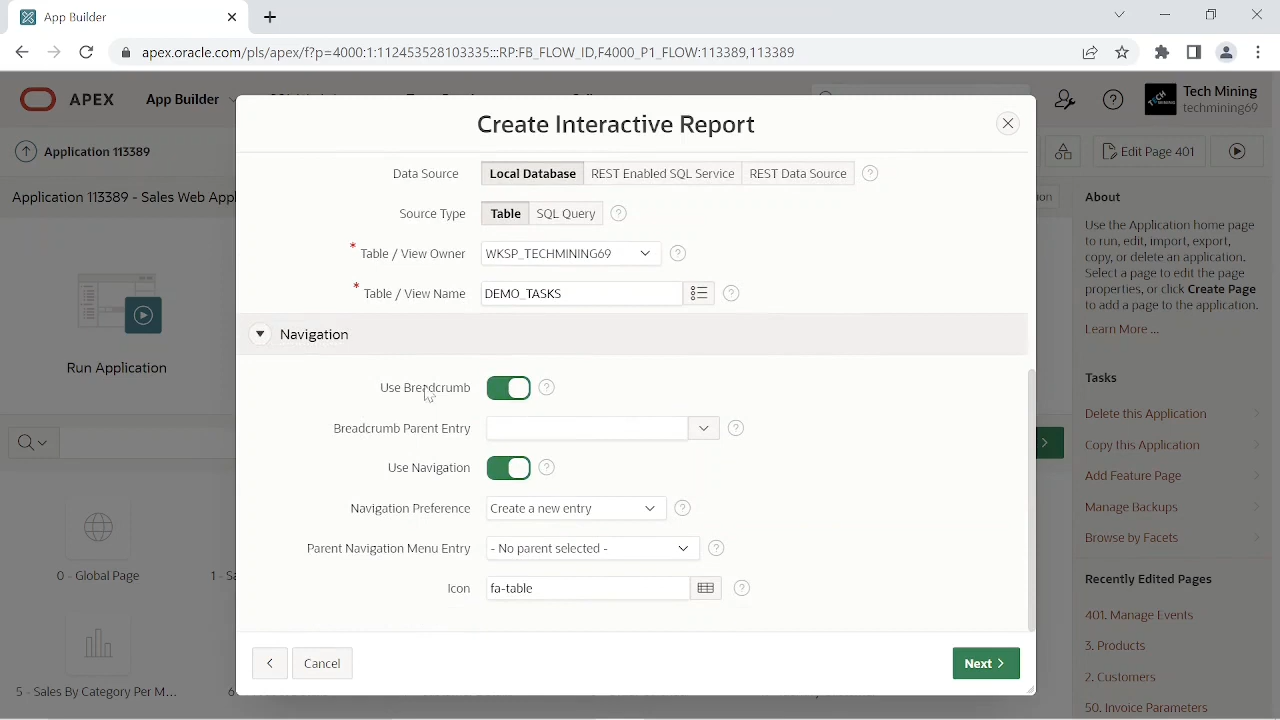 App Builder
apex.oracle.com/pls/apex/f?p=4000:1:112453528103335:::RP:FB_FLOW_ID,F4000_P1_FLOW:113389,113389
APEX
App Builder
Tech Mining
techmining69
Create Interactive Report
Application 113389
Edit Page 401
Application 113389 - Sales Web App
Data Source
Local Database
REST Enabled SQL Service
REST Data Source
Source Type
Table
SQL Query
* Table / View Owner
WKSP_TECHMINING69
* Table / View Name
DEMO_TASKS
Navigation
Use Breadcrumb
Breadcrumb Parent Entry
Use Navigation
Navigation Preference
Create a new entry
Parent Navigation Menu Entry
- No parent selected -
Icon
fa-table
Cancel
Next
Run Application
0 - Global Page
1 - Sa
5 - Sales By Category Per M...
6
About
Use the Application home page
to run, edit, import, export,
copy, or delete an application.
Select a page to edit the page
properties, or click Create Page
to add a page to the application.
Learn More ...
Tasks
Delete this Application
Copy this Application
Add Feature Page
Manage Backups
Browse by Facets
Recently Edited Pages
401. Manage Events
3. Products
2. Customers
50. Invoice Parameters